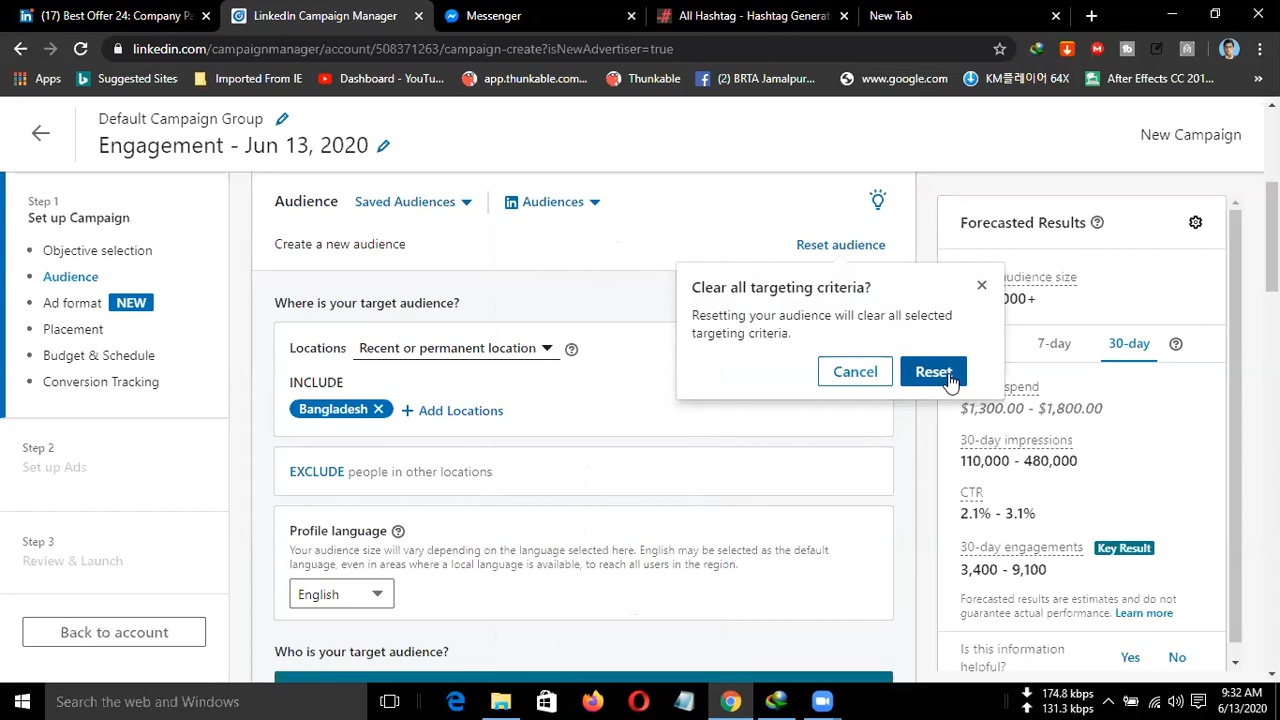 (17) Best Offer 24: Company Pa
LinkedIn Campaign Manager
Messenger
All Hashtag - Hashtag Generat
New Tab
linkedin.com/campaignmanager/account/508371263/campaign-create?isNewAdvertiser=true
Apps
Suggested Sites
Imported From IE
Dashboard - YouTu...
app.thunkable.com...
Thunkable
(2) BRTA Jamalpur...
www.google.com
KM플레이어 64X
After Effects CC 201...
Default Campaign Group
Engagement - Jun 13, 2020
New Campaign
Step 1
Set up Campaign
Objective selection
Audience
Ad format NEW
Placement
Budget & Schedule
Conversion Tracking
Step 2
Set up Ads
Step 3
Review & Launch
Back to account
Audience Saved Audiences Audiences
Create a new audience Reset audience
Clear all targeting criteria?
Resetting your audience will clear all selected
targeting criteria.
Cancel Reset
Where is your target audience?
Locations Recent or permanent location
INCLUDE
Bangladesh × + Add Locations
EXCLUDE people in other locations
Profile language
Your audience size will vary depending on the language selected here. English may be selected as the default
language, even in areas where a local language is available, to reach all users in the region.
English
Who is your target audience?
Forecasted Results
audience size
000+
7-day 30-day
spend
$1,300.00 - $1,800.00
30-day impressions
110,000 - 480,000
CTR
2.1% - 3.1%
30-day engagements Key Result
3,400 - 9,100
Forecasted results are estimates and do not
guarantee actual performance. Learn more
Is this information
helpful?
Yes No
Search the web and Windows
174.8 kbps
131.3 kbps
9:32 AM
6/13/2020